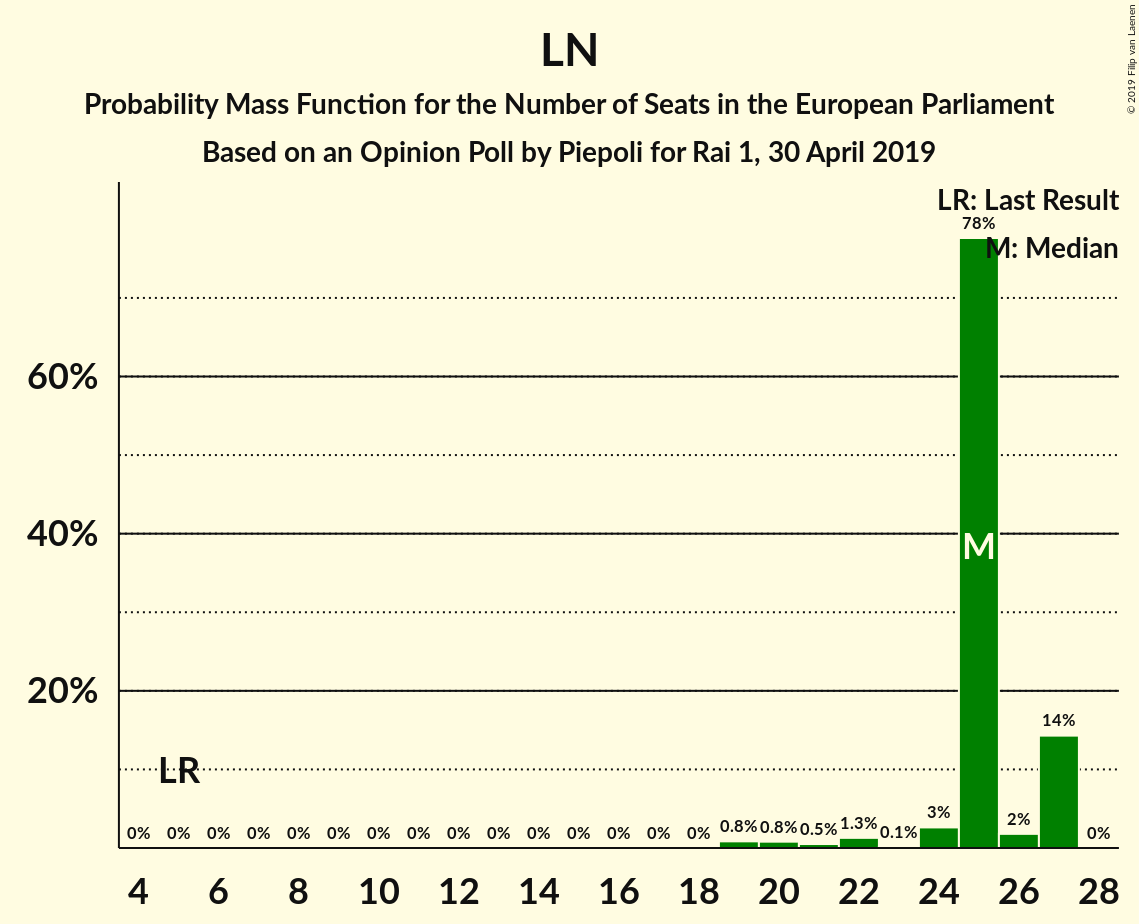 LN
Probability Mass Function for the Number of Seats in the European Parliament
Based on an Opinion Poll by Piepoli for Rai 1, 30 April 2019
© 2019 Filip van Laenen
LR: Last Result
78%
M: Median
60%
40%
M
20%
14%
LR
0% 0% 0% 0% 0% 0% 0% 0% 0% 0% 0% 0% 0% 0% 0% 0.8% 0.8% 0.5% 1.3% 0.1% 3% 2% 0%
4 6 8 10 12 14 16 18 20 22 24 26 28